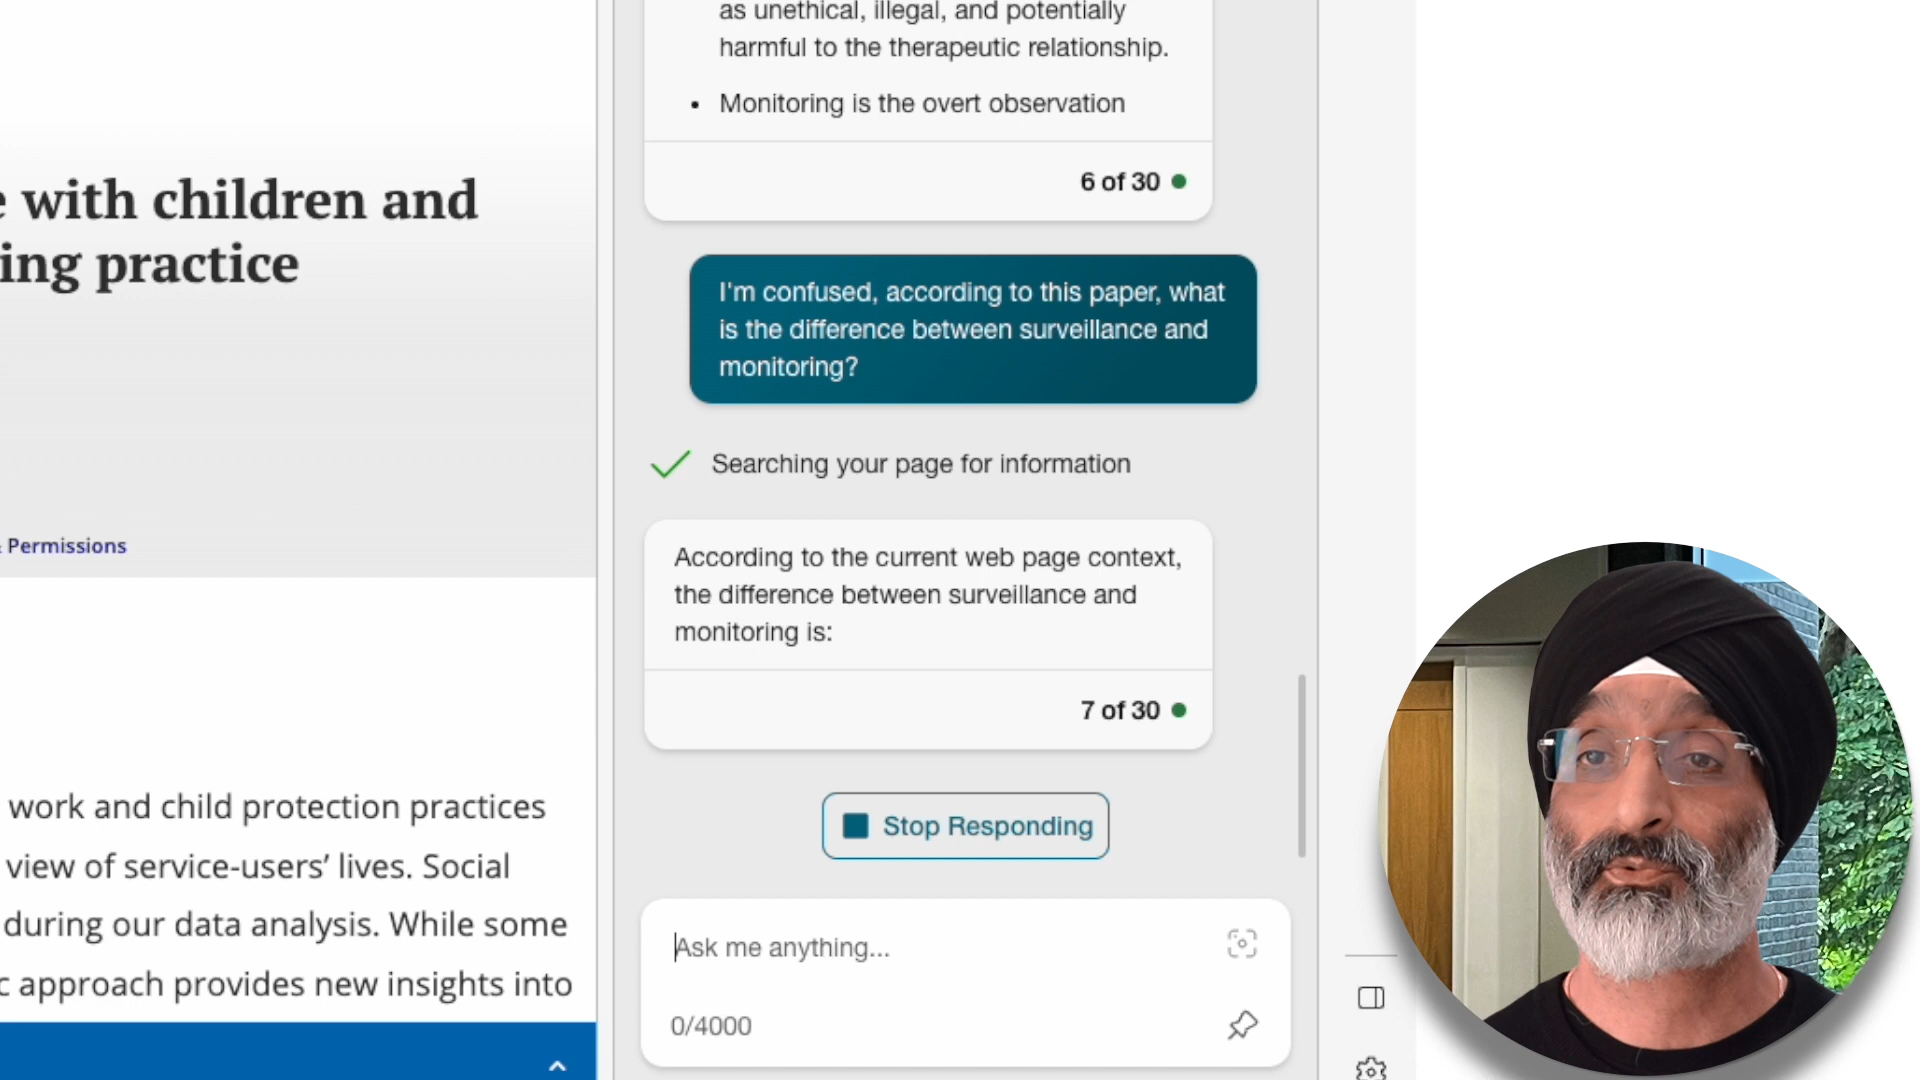 with children and
ing practice
Permissions
work and child protection practices
view of service-users’ lives. Social
during our data analysis. While some
c approach provides new insights into
as unethical, illegal, and potentially
harmful to the therapeutic relationship.
• Monitoring is the overt observation
6 of 30
I'm confused, according to this paper, what
is the difference between surveillance and
monitoring?
Searching your page for information
According to the current web page context,
the difference between surveillance and
monitoring is:
7 of 30
Stop Responding
Ask me anything...
0/4000